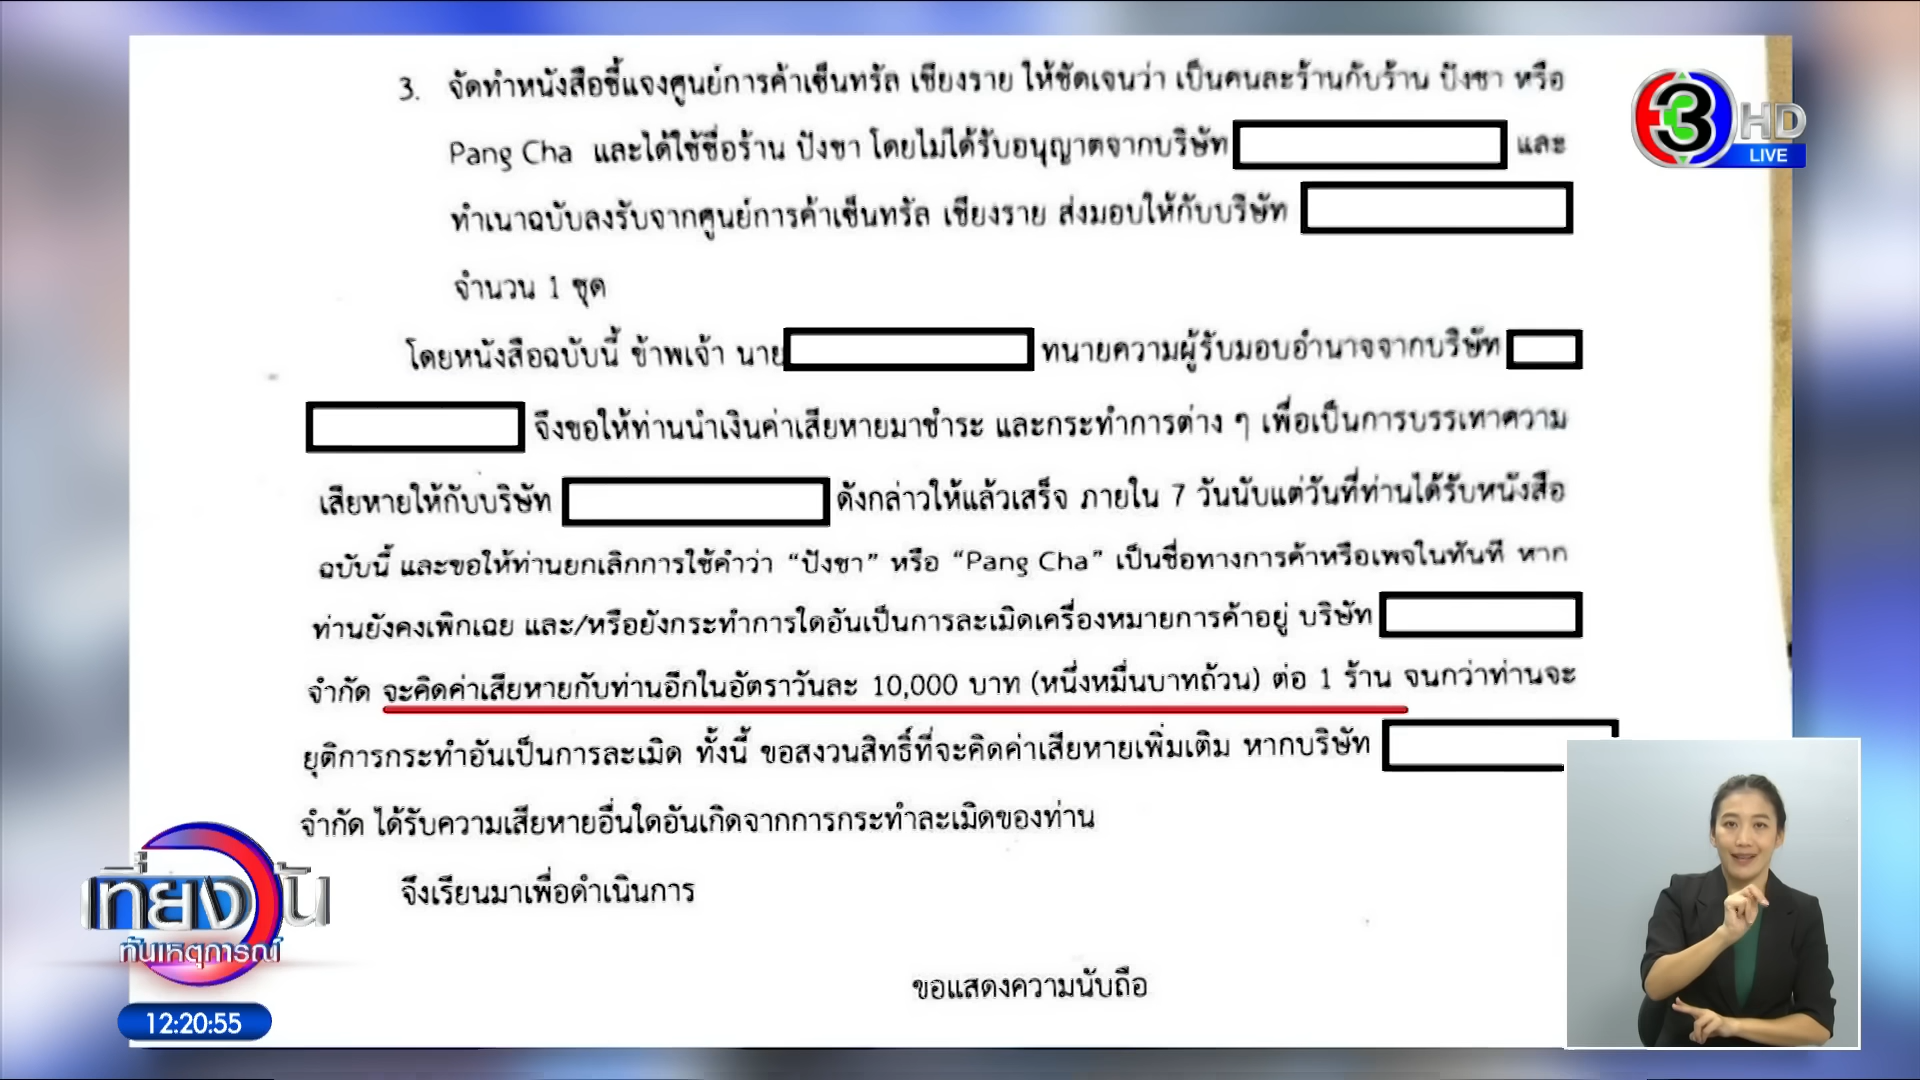 3. จัดทำหนังสือชี้แจงศูนย์การค้าเซ็นทรัล เชียงราย ให้ชัดเจนว่า เป็นคนละร้านกับร้าน ปังชา หรือ
Pang Cha และได้ใช้ชื่อร้าน ปังชา โดยไม่ได้รับอนุญาตจากบริษัท และ
ทำเนาฉบับลงรับจากศูนย์การค้าเซ็นทรัล เชียงราย ส่งมอบให้กับบริษัท
จำนวน 1 ชุด
โดยหนังสือฉบับนี้ ข้าพเจ้า นาย ทนายความผู้รับมอบอำนาจจากบริษัท
จึงขอให้ท่านนำเงินค่าเสียหายมาชำระ และกระทำการต่าง ๆ เพื่อเป็นการบรรเทาความ
เสียหายให้กับบริษัท ดังกล่าวให้แล้วเสร็จ ภายใน 7 วันนับแต่วันที่ท่านได้รับหนังสือ
ฉบับนี้ และขอให้ท่านยกเลิกการใช้คำว่า “ปังชา” หรือ “Pang Cha” เป็นชื่อทางการค้าหรือเพจในทันที หาก
ท่านยังคงเพิกเฉย และ/หรือยังกระทำการใดอันเป็นการละเมิดเครื่องหมายการค้าอยู่ บริษัท
จำกัด จะคิดค่าเสียหายกับท่านอีกในอัตราวันละ 10,000 บาท (หนึ่งหมื่นบาทถ้วน) ต่อ 1 ร้าน จนกว่าท่านจะ
ยุติการกระทำอันเป็นการละเมิด ทั้งนี้ ขอสงวนสิทธิ์ที่จะคิดค่าเสียหายเพิ่มเติม หากบริษัท
จำกัด ได้รับความเสียหายอื่นใดอันเกิดจากการกระทำละเมิดของท่าน
จึงเรียนมาเพื่อดำเนินการ
ขอแสดงความนับถือ
3 HD
LIVE
เที่ยงวัน
ทันเหตุการณ์
12:20:55